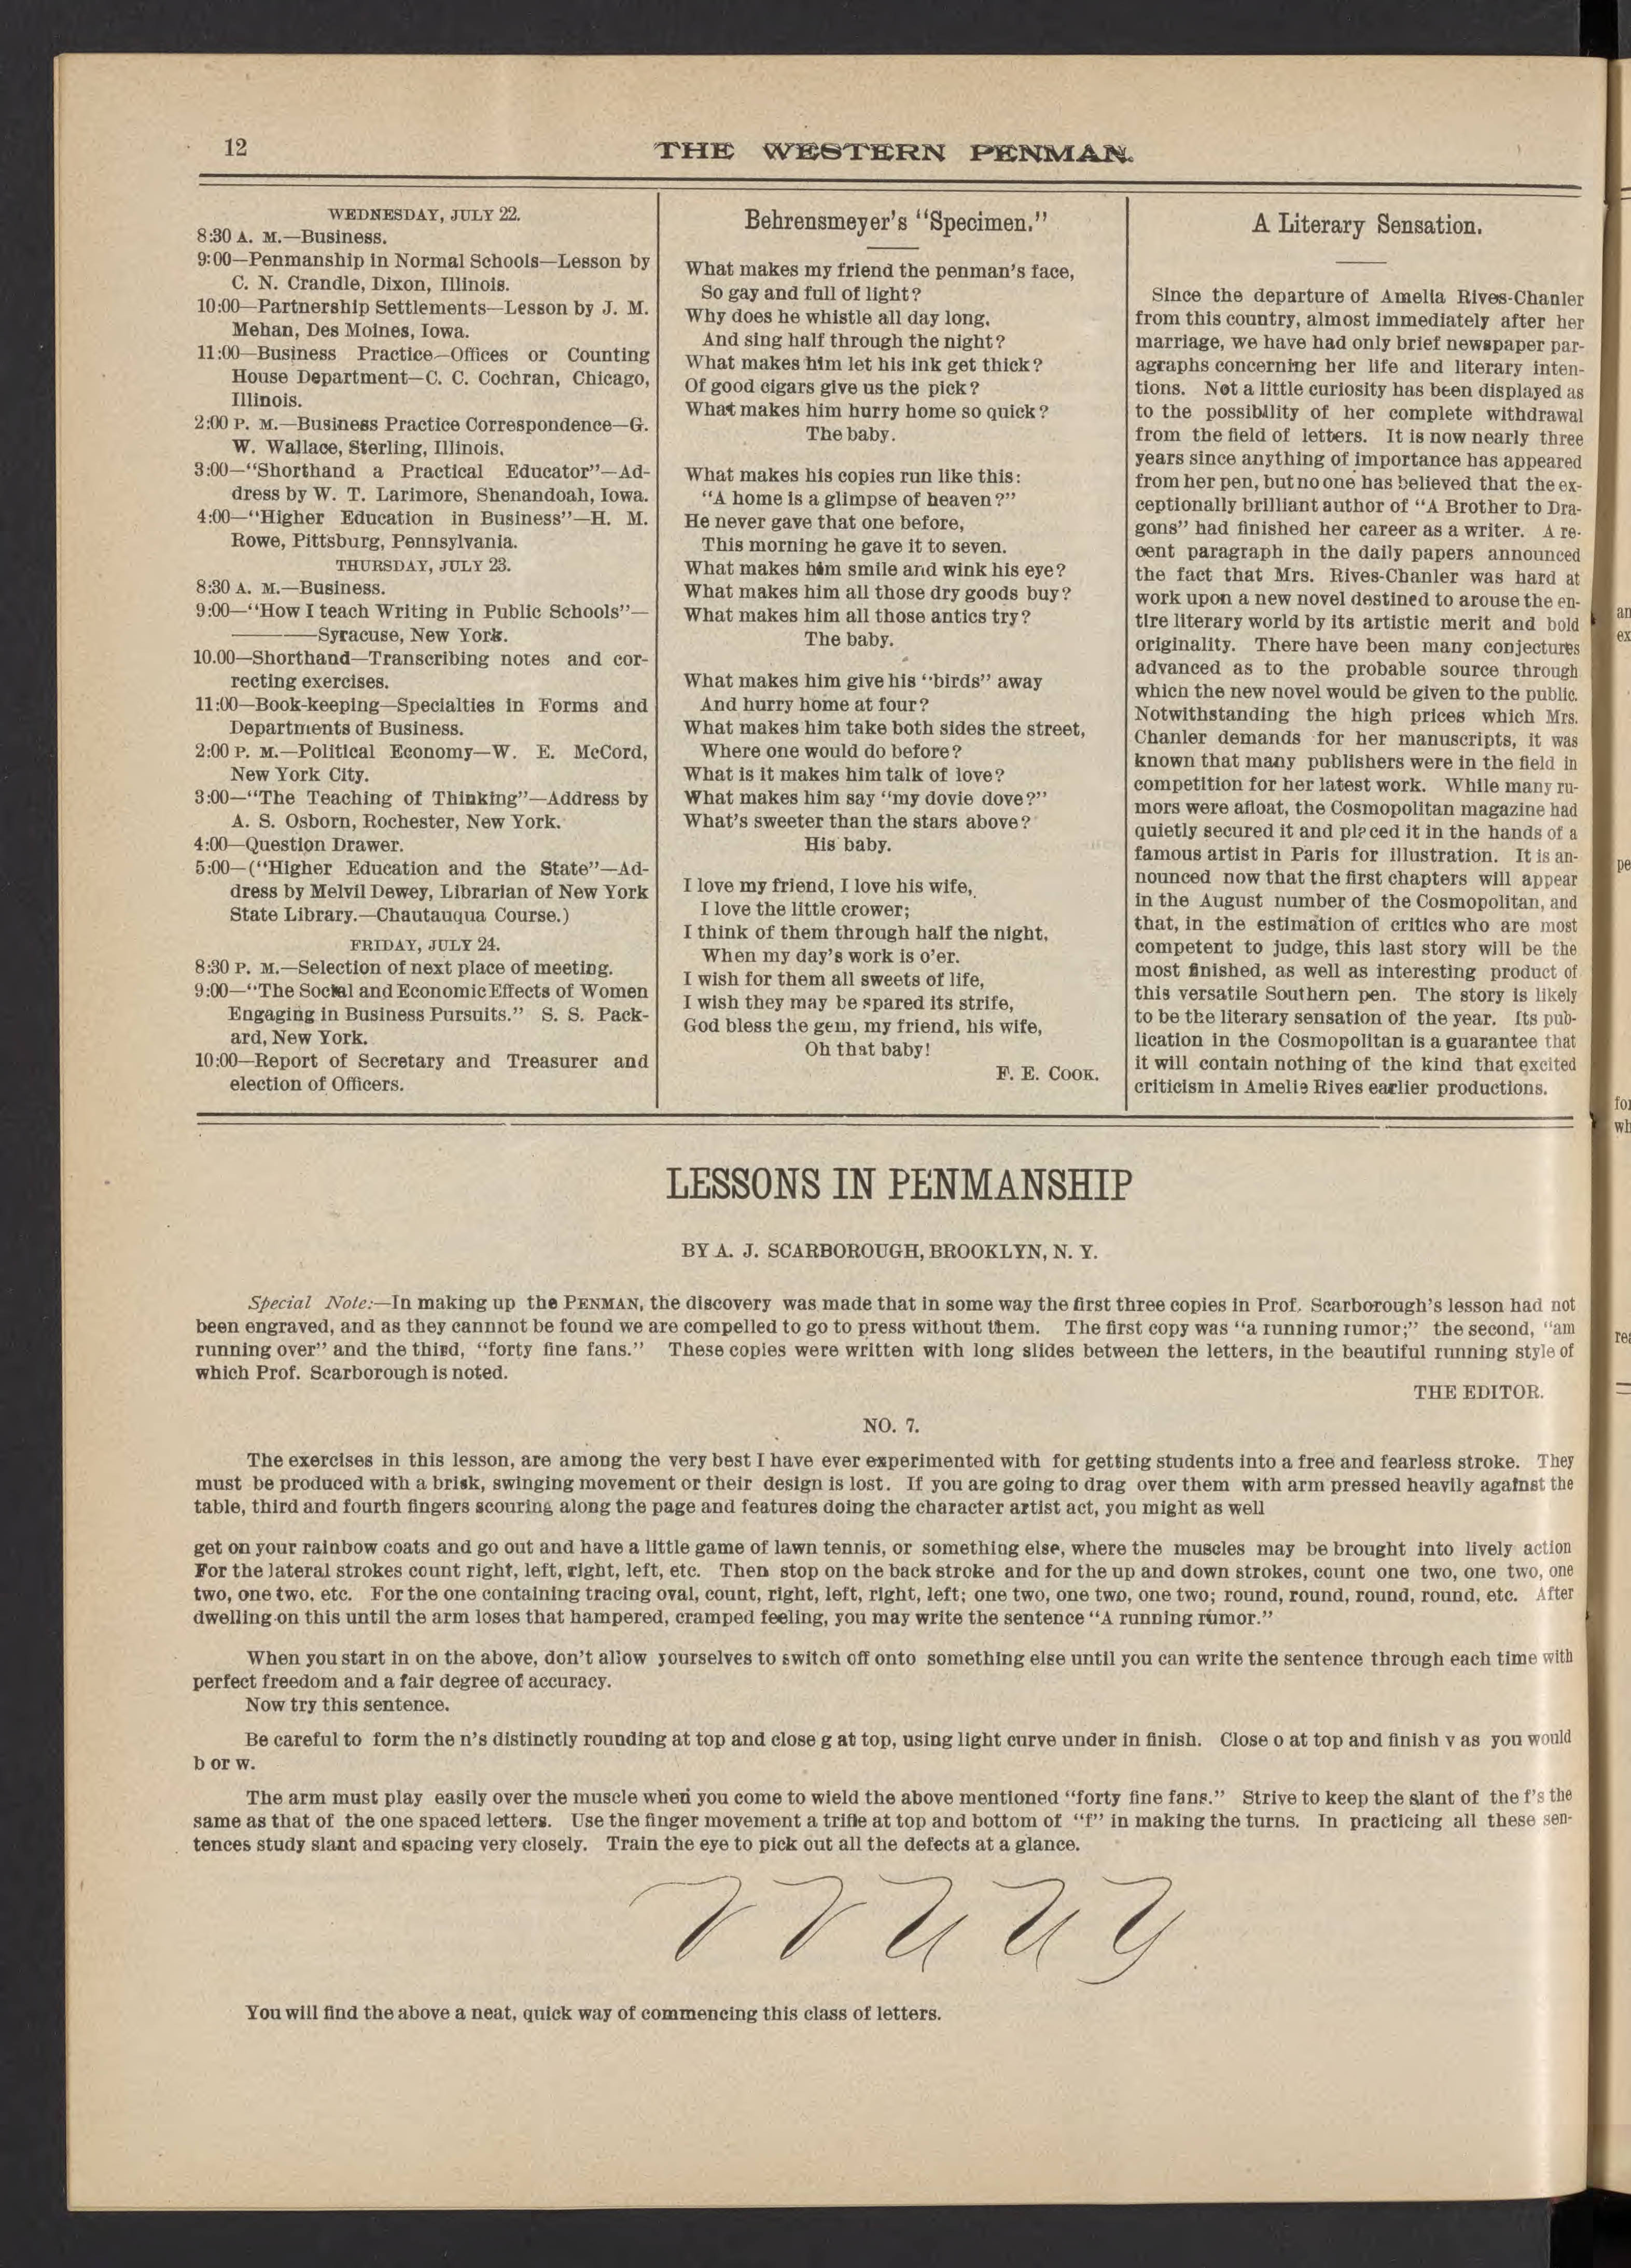 12
THE WESTERN PENMAN.
WEDNESDAY, JULY 22.
8:30 A. M.—Business.
9:00—Penmanship in Normal Schools—Lesson by
C. N. Crandle, Dixon, Illinois.
10:00—Partnership Settlements—Lesson by J. M.
Mehan, Des Moines, Iowa.
11:00—Business Practice—Offices or Counting
House Department—C. C. Cochran, Chicago,
Illinois.
2:00 P. M.—Business Practice Correspondence—G.
W. Wallace, Sterling, Illinois.
3:00—"Shorthand a Practical Educator"—Ad-
dress by W. T. Larimore, Shenandoah, Iowa.
4:00—"Higher Education in Business"—H. M.
Rowe, Pittsburg, Pennsylvania.
THURSDAY, JULY 23.
8:30 A. M.—Business.
9:00—"How I teach Writing in Public Schools"—
————Syracuse, New York.
10.00—Shorthand—Transcribing notes and cor-
recting exercises.
11:00—Book-keeping—Specialties in Forms and
Departments of Business.
2:00 P. M.—Political Economy—W. E. McCord,
New York City.
3:00—"The Teaching of Thinking"—Address by
A. S. Osborn, Rochester, New York.
4:00—Question Drawer.
5:00—("Higher Education and the State"—Ad-
dress by Melvil Dewey, Librarian of New York
State Library.—Chautauqua Course.)
FRIDAY, JULY 24.
8:30 P. M.—Selection of next place of meeting.
9:00—"The Social and Economic Effects of Women
Engaging in Business Pursuits." S. S. Pack-
ard, New York.
10:00—Report of Secretary and Treasurer and
election of Officers.
Behrensmeyer's "Specimen."
What makes my friend the penman's face,
So gay and full of light?
Why does he whistle all day long,
And sing half through the night?
What makes him let his ink get thick?
Of good cigars give us the pick?
What makes him hurry home so quick?
The baby.
What makes his copies run like this:
"A home is a glimpse of heaven?"
He never gave that one before,
This morning he gave it to seven.
What makes him smile and wink his eye?
What makes him all those dry goods buy?
What makes him all those antics try?
The baby.
What makes him give his "birds" away
And hurry home at four?
What makes him take both sides the street,
Where one would do before?
What is it makes him talk of love?
What makes him say "my dovie dove?"
What's sweeter than the stars above?
His baby.
I love my friend, I love his wife,
I love the little crower;
I think of them through half the night,
When my day's work is o'er.
I wish for them all sweets of life,
I wish they may be spared its strife,
God bless the gem, my friend, his wife,
Oh that baby!
F. E. COOK.
A Literary Sensation.
Since the departure of Amelia Rives-Chanler
from this country, almost immediately after her
marriage, we have had only brief newspaper par-
agraphs concerning her life and literary inten-
tions. Not a little curiosity has been displayed as
to the possibility of her complete withdrawal
from the field of letters. It is now nearly three
years since anything of importance has appeared
from her pen, but no one has believed that the ex-
ceptionally brilliant author of "A Brother to Dra-
gons" had finished her career as a writer. A re-
cent paragraph in the daily papers announced
the fact that Mrs. Rives-Chanler was hard at
work upon a new novel destined to arouse the en-
tire literary world by its artistic merit and bold
originality. There have been many conjectures
advanced as to the probable source through
which the new novel would be given to the public.
Notwithstanding the high prices which Mrs.
Chanler demands for her manuscripts, it was
known that many publishers were in the field in
competition for her latest work. While many ru-
mors were afloat, the Cosmopolitan magazine had
quietly secured it and placed it in the hands of a
famous artist in Paris for illustration. It is an-
nounced now that the first chapters will appear
in the August number of the Cosmopolitan, and
that, in the estimation of critics who are most
competent to judge, this last story will be the
most finished, as well as interesting product of
this versatile Southern pen. The story is likely
to be the literary sensation of the year. Its pub-
lication in the Cosmopolitan is a guarantee that
it will contain nothing of the kind that excited
criticism in Amelie Rives earlier productions.
LESSONS IN PENMANSHIP
BY A. J. SCARBOROUGH, BROOKLYN, N. Y.
Special Note:—In making up the PENMAN, the discovery was made that in some way the first three copies in Prof. Scarborough's lesson had not
been engraved, and as they cannnot be found we are compelled to go to press without them. The first copy was "a running rumor;" the second, "am
running over" and the third, "forty fine fans." These copies were written with long slides between the letters, in the beautiful running style of
which Prof. Scarborough is noted.
THE EDITOR.
NO. 7.
The exercises in this lesson, are among the very best I have ever experimented with for getting students into a free and fearless stroke. They
must be produced with a brisk, swinging movement or their design is lost. If you are going to drag over them with arm pressed heavily against the
table, third and fourth fingers scouring along the page and features doing the character artist act, you might as well
get on your rainbow coats and go out and have a little game of lawn tennis, or something else, where the muscles may be brought into lively action
For the lateral strokes count right, left, right, left, etc. Then stop on the back stroke and for the up and down strokes, count one two, one two, one
two, one two, etc. For the one containing tracing oval, count, right, left, right, left; one two, one two, one two; round, round, round, round, etc. After
dwelling on this until the arm loses that hampered, cramped feeling, you may write the sentence "A running rumor."
When you start in on the above, don't allow yourselves to switch off onto something else until you can write the sentence through each time with
perfect freedom and a fair degree of accuracy.
Now try this sentence.
Be careful to form the n's distinctly rounding at top and close g at top, using light curve under in finish. Close o at top and finish v as you would
b or w.
The arm must play easily over the muscle when you come to wield the above mentioned "forty fine fans." Strive to keep the slant of the f's the
same as that of the one spaced letters. Use the finger movement a trifle at top and bottom of "f" in making the turns. In practicing all these sen-
tences study slant and spacing very closely. Train the eye to pick out all the defects at a glance.
You will find the above a neat, quick way of commencing this class of letters.